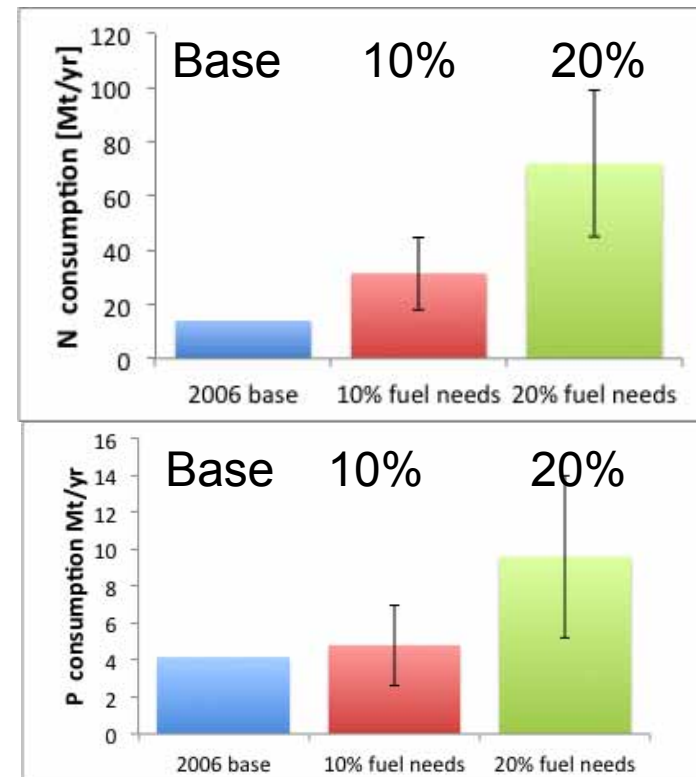 120
Base 10% 20%
100
80
60
40
20
0
N consumption [Mt/yr]
2006 base 10% fuel needs 20% fuel needs
16
Base 10% 20%
14
12
10
8
6
4
2
0
P consumption Mt/yr
2006 base 10% fuel needs 20% fuel needs